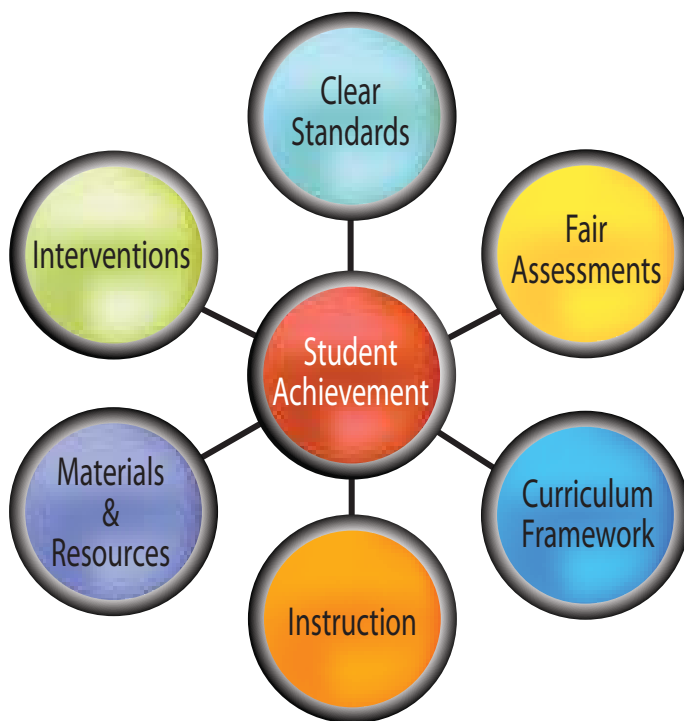 Clear
Standards
Fair
Assessments
Curriculum
Framework
Instruction
Materials
&
Resources
Interventions
Student
Achievement